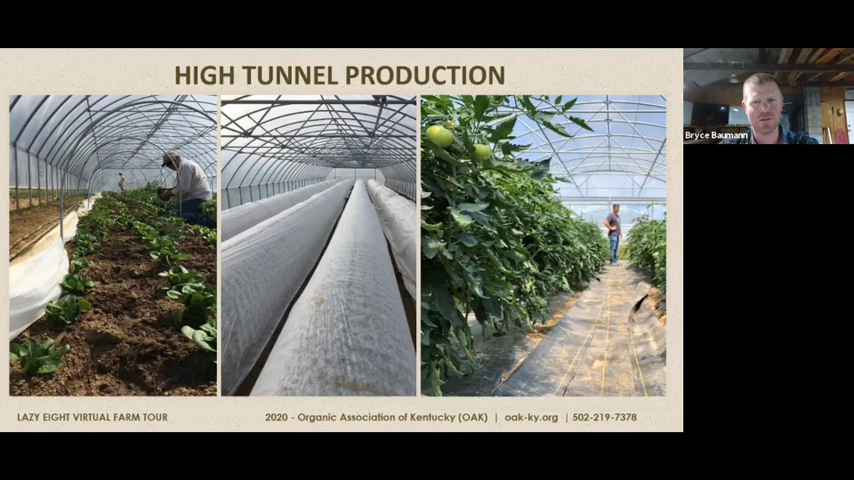 HIGH TUNNEL PRODUCTION
Bryce Baumann
LAZY EIGHT VIRTUAL FARM TOUR
2020 - Organic Association of Kentucky (OAK) | oak-ky.org | 502-219-7378